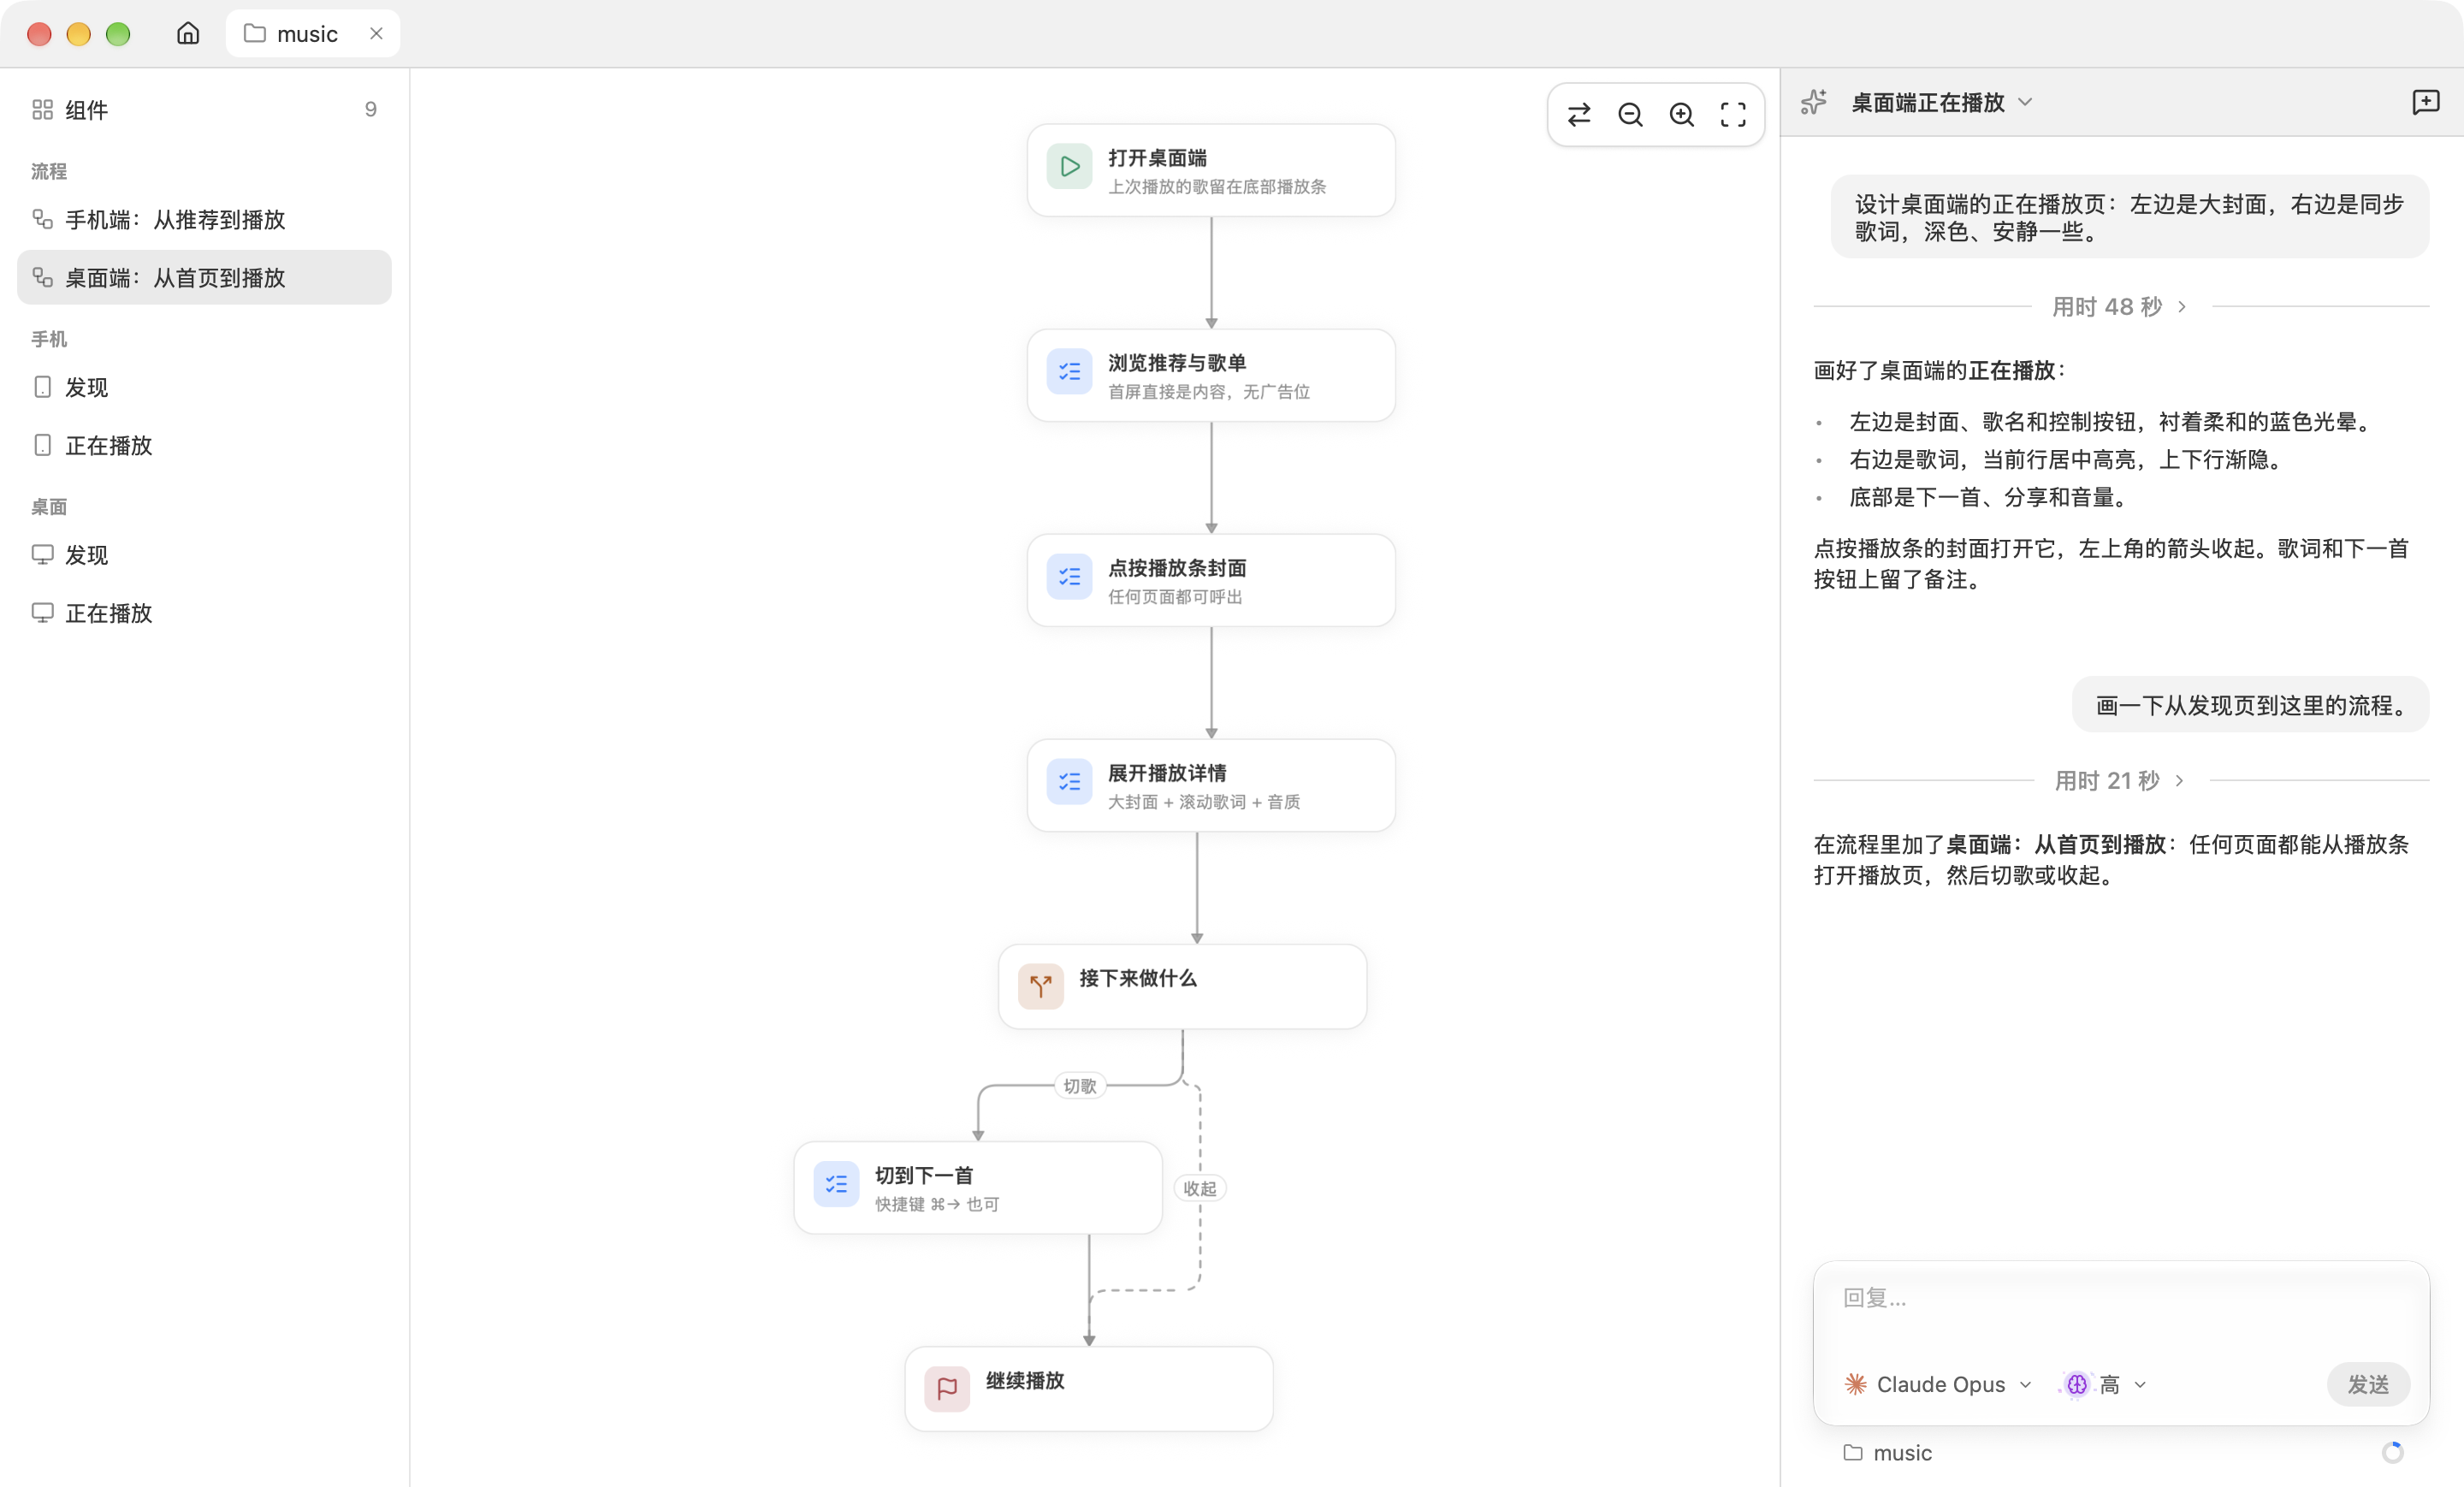 music
组件
9
流程
手机端：从推荐到播放
桌面端：从首页到播放
手机
发现
正在播放
桌面
发现
正在播放
打开桌面端
上次播放的歌留在底部播放条
浏览推荐与歌单
首屏直接是内容，无广告位
点按播放条封面
任何页面都可呼出
展开播放详情
大封面 + 滚动歌词 + 音质
接下来做什么
切歌
切到下一首
快捷键 ⌘→ 也可
收起
继续播放
桌面端正在播放
设计桌面端的正在播放页：左边是大封面，右边是同步
歌词，深色、安静一些。
用时 48 秒
画好了桌面端的正在播放：
• 左边是封面、歌名和控制按钮，衬着柔和的蓝色光晕。
• 右边是歌词，当前行居中高亮，上下行渐隐。
• 底部是下一首、分享和音量。
点按播放条的封面打开它，左上角的箭头收起。歌词和下一首
按钮上留了备注。
画一下从发现页到这里的流程。
用时 21 秒
在流程里加了桌面端：从首页到播放：任何页面都能从播放条
打开播放页，然后切歌或收起。
回复...
Claude Opus
高
发送
music